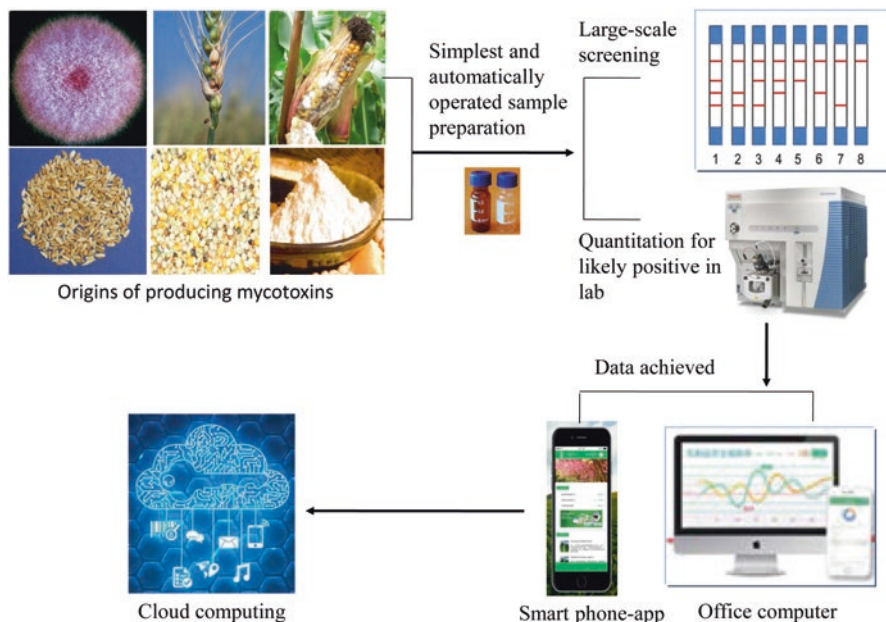 Simplest and
automatically
operated sample
preparation
Large-scale
screening
1 2 3 4 5 6 7 8
Origins of producing mycotoxins
Quantitation for
likely positive in
lab
Data achieved
Cloud computing
Smart phone-app
Office computer